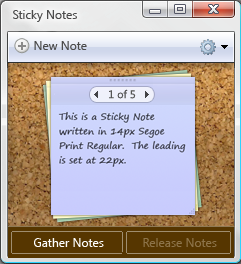 Sticky Notes
New Note
1 of 5
This is a Sticky Note
written in 14px Segoe
Print Regular. The leading
is set at 22px.
Gather Notes
Release Notes